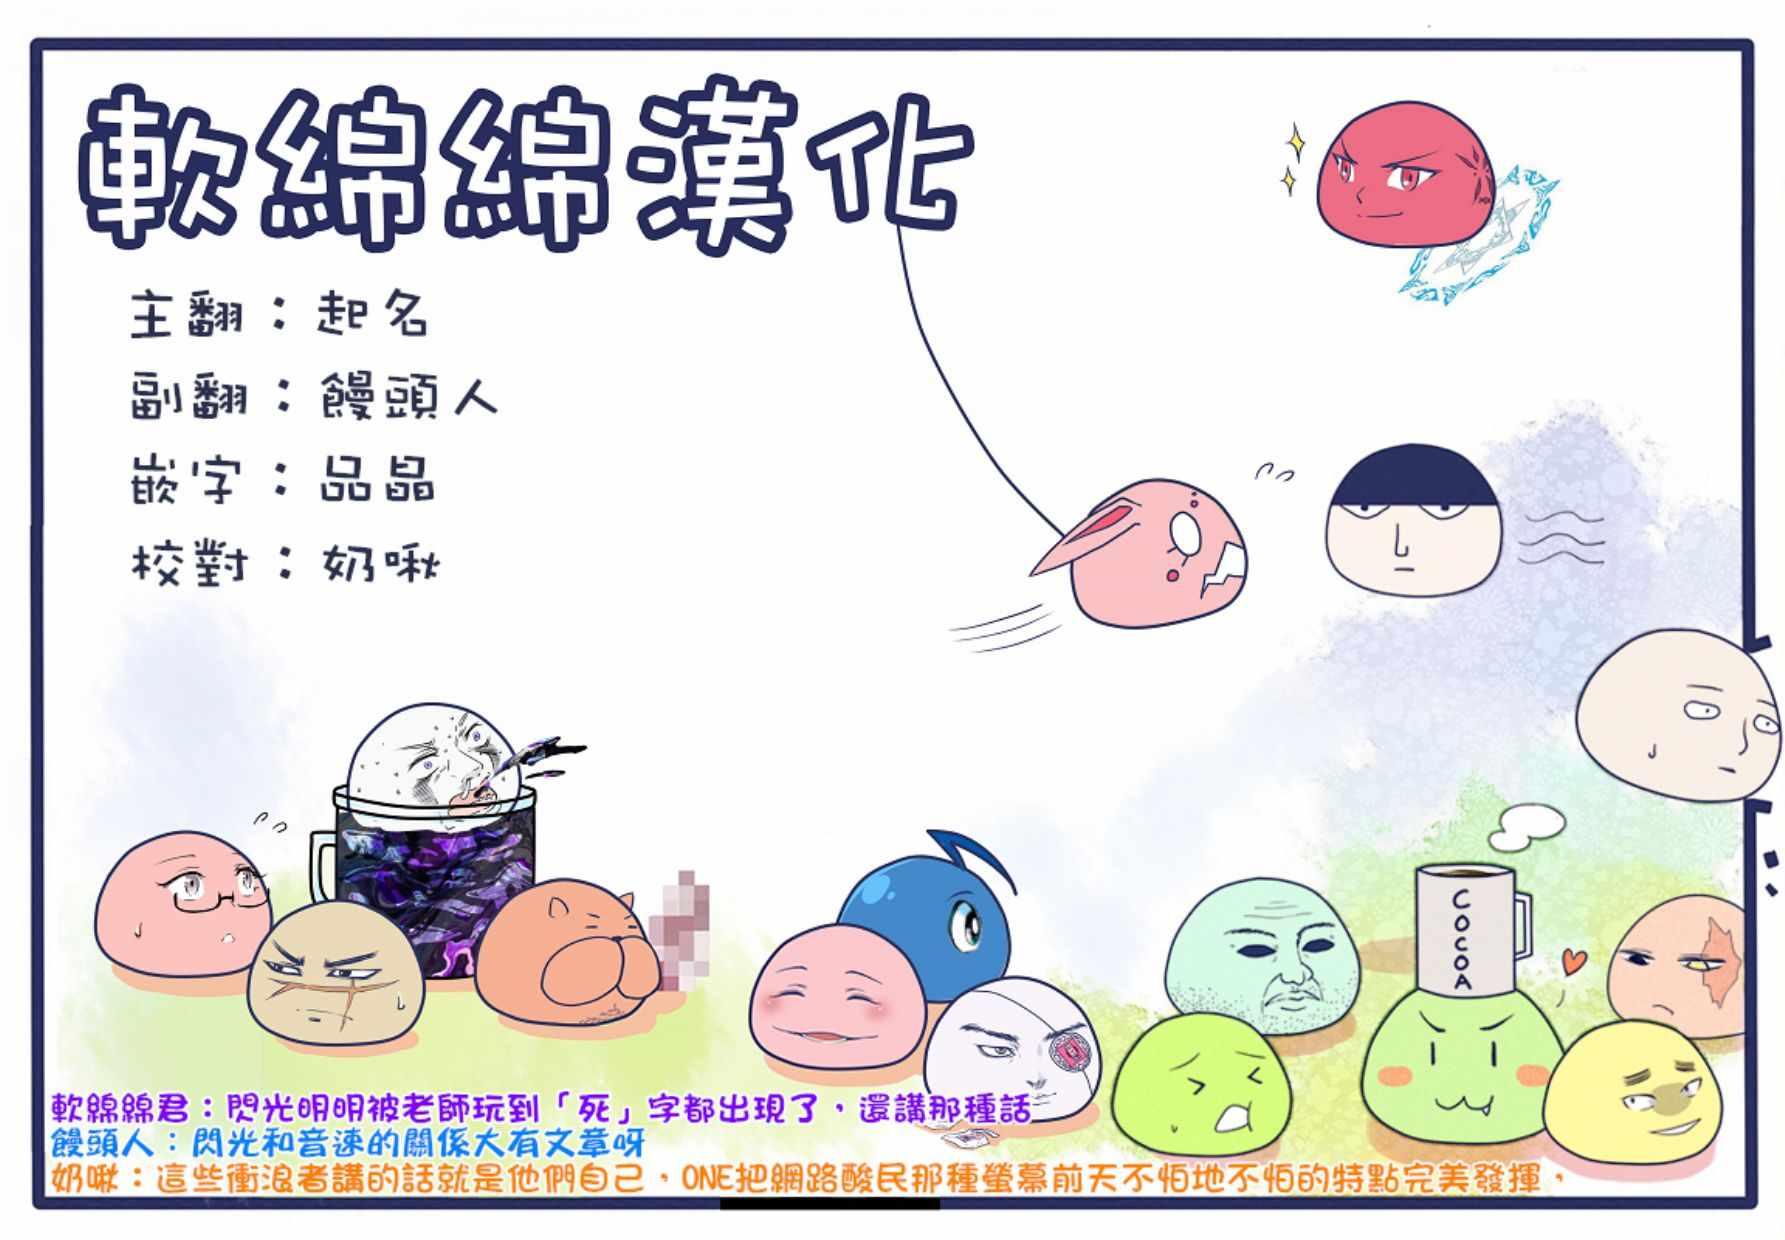 軟綿綿漢化
主翻：起名
副翻：饅頭人
嵌字：品晶
校對：奶啾
COCOA
軟綿綿君：閃光明明被老師玩到「死」字都出現了，還講那種話
饅頭人：閃光和音速的關係大有文章呀
奶啾：這些衝浪者講的話就是他們自己，ONE把網路酸民那種螢幕前天不怕地不怕的特點完美發揮，